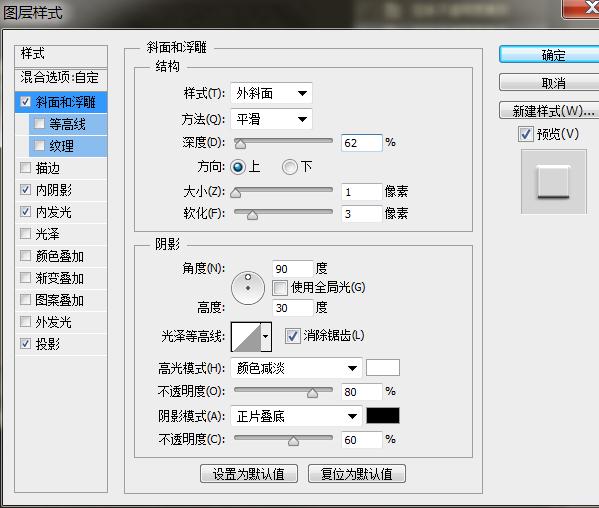 图层样式
样式
混合选项:自定
斜面和浮雕
等高线
纹理
描边
内阴影
内发光
光泽
颜色叠加
渐变叠加
图案叠加
外发光
投影
斜面和浮雕
结构
样式(T): 外斜面
方法(Q): 平滑
深度(D): 62 %
方向: 上 下
大小(Z): 1 像素
软化(F): 3 像素
阴影
角度(N): 90 度
使用全局光(G)
高度: 30 度
光泽等高线: 消除锯齿(L)
高光模式(H): 颜色减淡
不透明度(O): 80 %
阴影模式(A): 正片叠底
不透明度(C): 60 %
设置为默认值 复位为默认值
确定
取消
新建样式(W)...
预览(V)